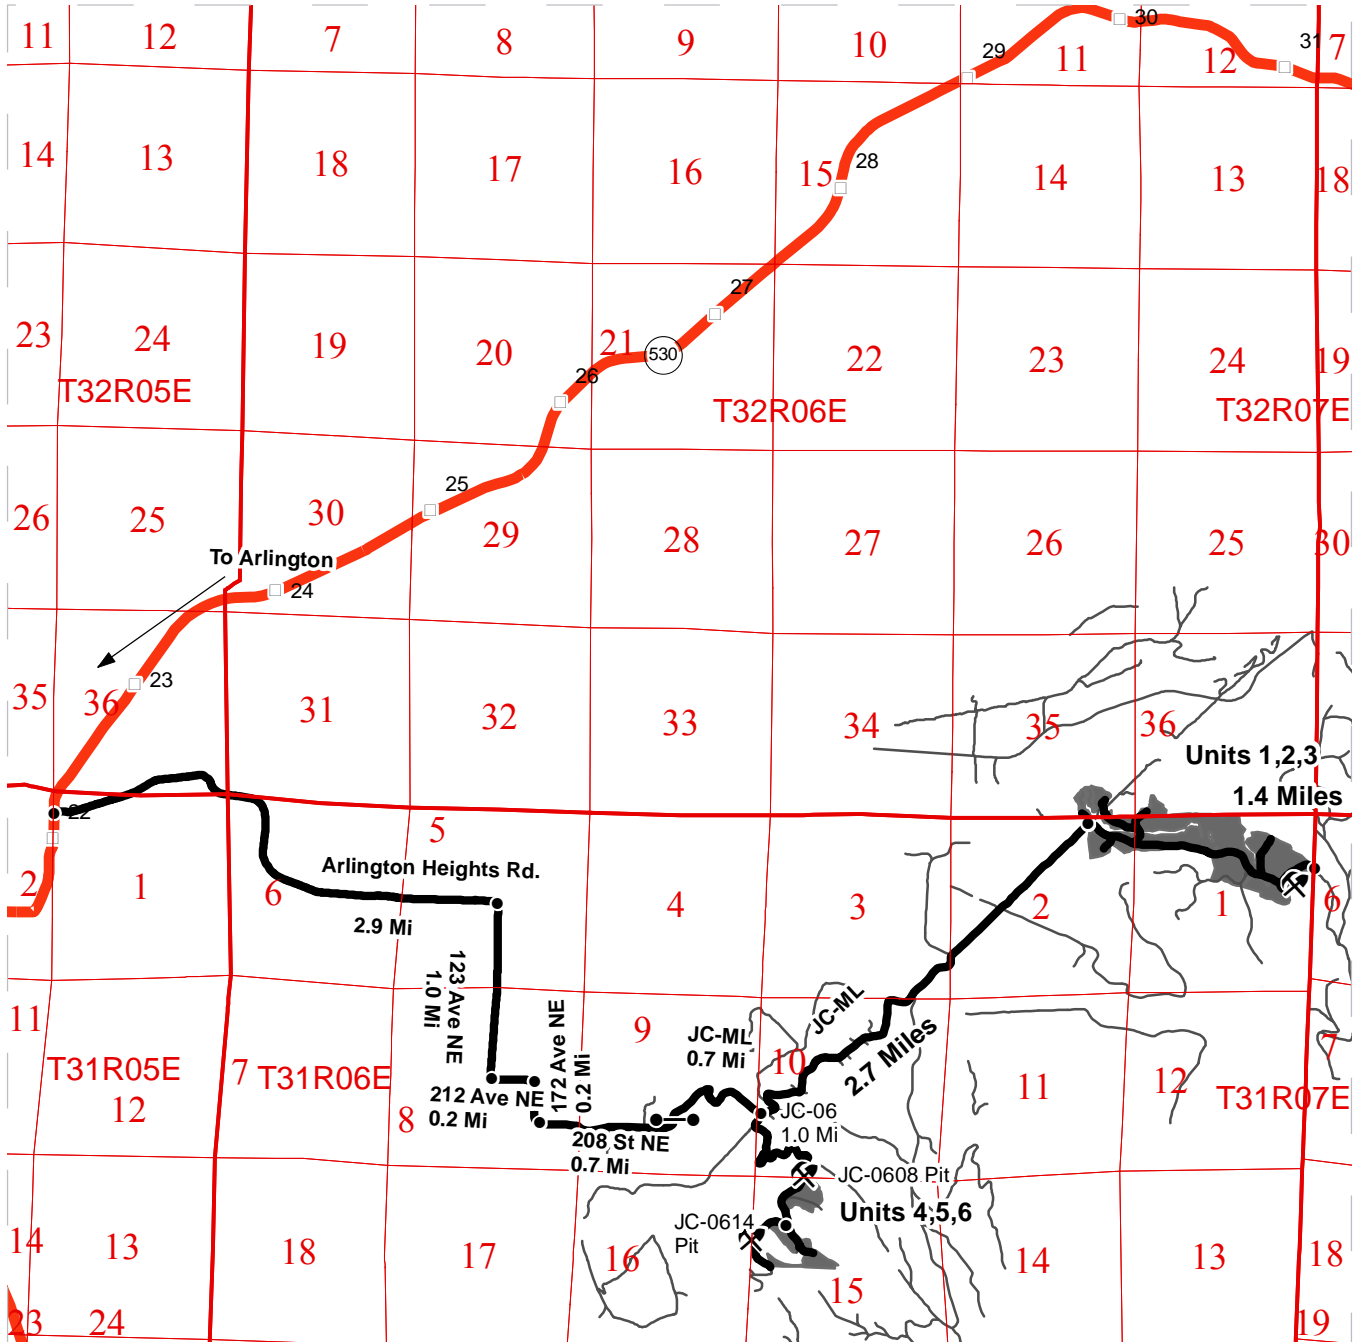 11 12 7 8 9 10 29 11 30 12 31 7
14 13 18 17 16 15 28 14 13 18
27
23 24 19 20 21 530 22 23 24 19
26
T32R05E T32R06E T32R07E
25
26 25 30 29 28 27 26 25 30
To Arlington
24
23
35 36 31 32 33 34 35 36
Units 1,2,3
1.4 Miles
22
5
Arlington Heights Rd.
2 1 6 4 3 2 1 6
2.9 Mi
123 Ave NE
1.0 Mi
172 Ave NE
0.2 Mi
11 9
JC-ML
0.7 Mi
JC-ML
2.7 Miles
10
T31R05E 7 T31R06E 11 12 T31R07E 7
12 8
212 Ave NE
0.2 Mi
208 St NE
0.7 Mi
JC-06
1.0 Mi
JC-0608 Pit
Units 4,5,6
JC-0614
Pit
14 13 18 17 16 15 14 13 18
23 24 19